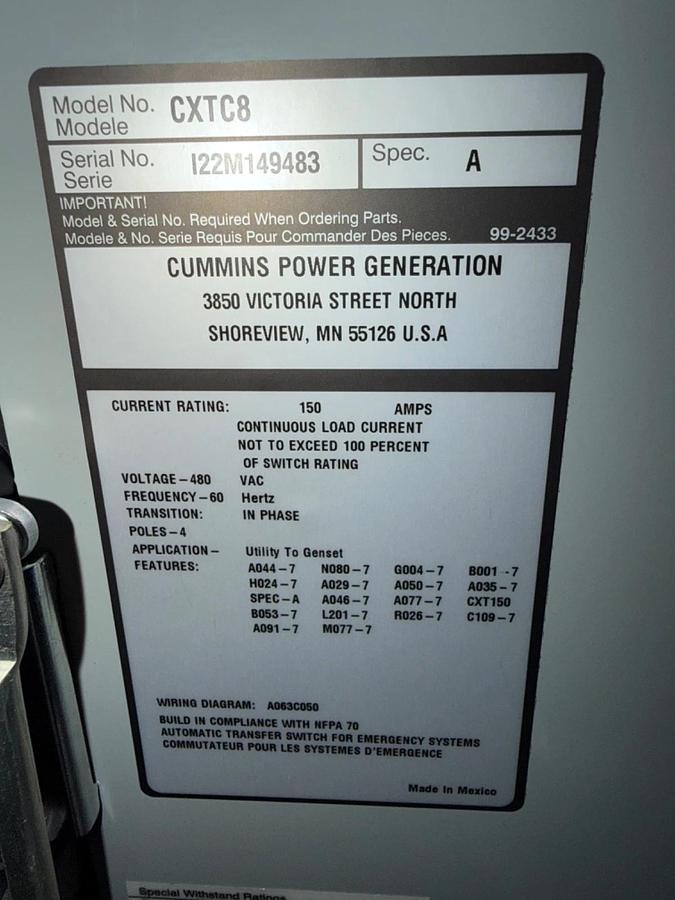 Model No. CXTC8
Modele
Serial No. I22M149483 Spec. A
Serie
IMPORTANT!
Model & Serial No. Required When Ordering Parts.
Modele & No. Serie Requis Pour Commander Des Pieces. 99-2433
CUMMINS POWER GENERATION
3850 VICTORIA STREET NORTH
SHOREVIEW, MN 55126 U.S.A
CURRENT RATING: 150 AMPS
CONTINUOUS LOAD CURRENT
NOT TO EXCEED 100 PERCENT
OF SWITCH RATING
VOLTAGE-480 VAC
FREQUENCY-60 Hertz
TRANSITION: IN PHASE
POLES-4
APPLICATION- Utility To Genset
FEATURES: A044-7 N080-7 G004-7 B001-7
H024-7 A029-7 A050-7 A035-7
SPEC-A A046-7 A077-7 CXT150
B053-7 L201-7 R026-7 C109-7
A091-7 M077-7
WIRING DIAGRAM: A063C050
BUILD IN COMPLIANCE WITH NFPA 70
AUTOMATIC TRANSFER SWITCH FOR EMERGENCY SYSTEMS
COMMUTATEUR POUR LES SYSTEMES D'EMERGENCE
Made In Mexico
Special Withstand Ratings